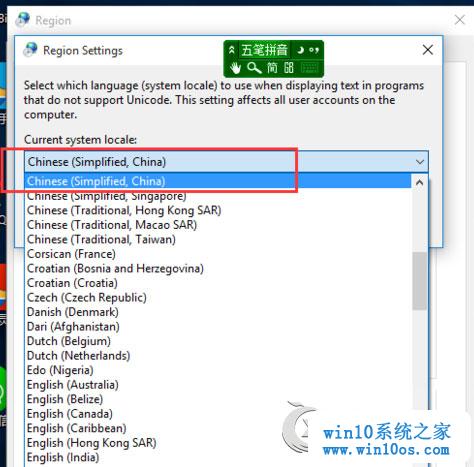 Region
Region Settings
五笔拼音
简
Select which language (system locale) to use when displaying text in programs
that do not support Unicode. This setting affects all user accounts on the
computer.
Current system locale:
Chinese (Simplified, China)
Chinese (Simplified, China)
Chinese (Simplified, Singapore)
Chinese (Traditional, Hong Kong SAR)
Chinese (Traditional, Macao SAR)
Chinese (Traditional, Taiwan)
Corsican (France)
Croatian (Bosnia and Herzegovina)
Croatian (Croatia)
Czech (Czech Republic)
Danish (Denmark)
Dari (Afghanistan)
Dutch (Belgium)
Dutch (Netherlands)
Edo (Nigeria)
English (Australia)
English (Belize)
English (Canada)
English (Caribbean)
English (Hong Kong SAR)
English (India)
win10系统之家
www.win10os.com